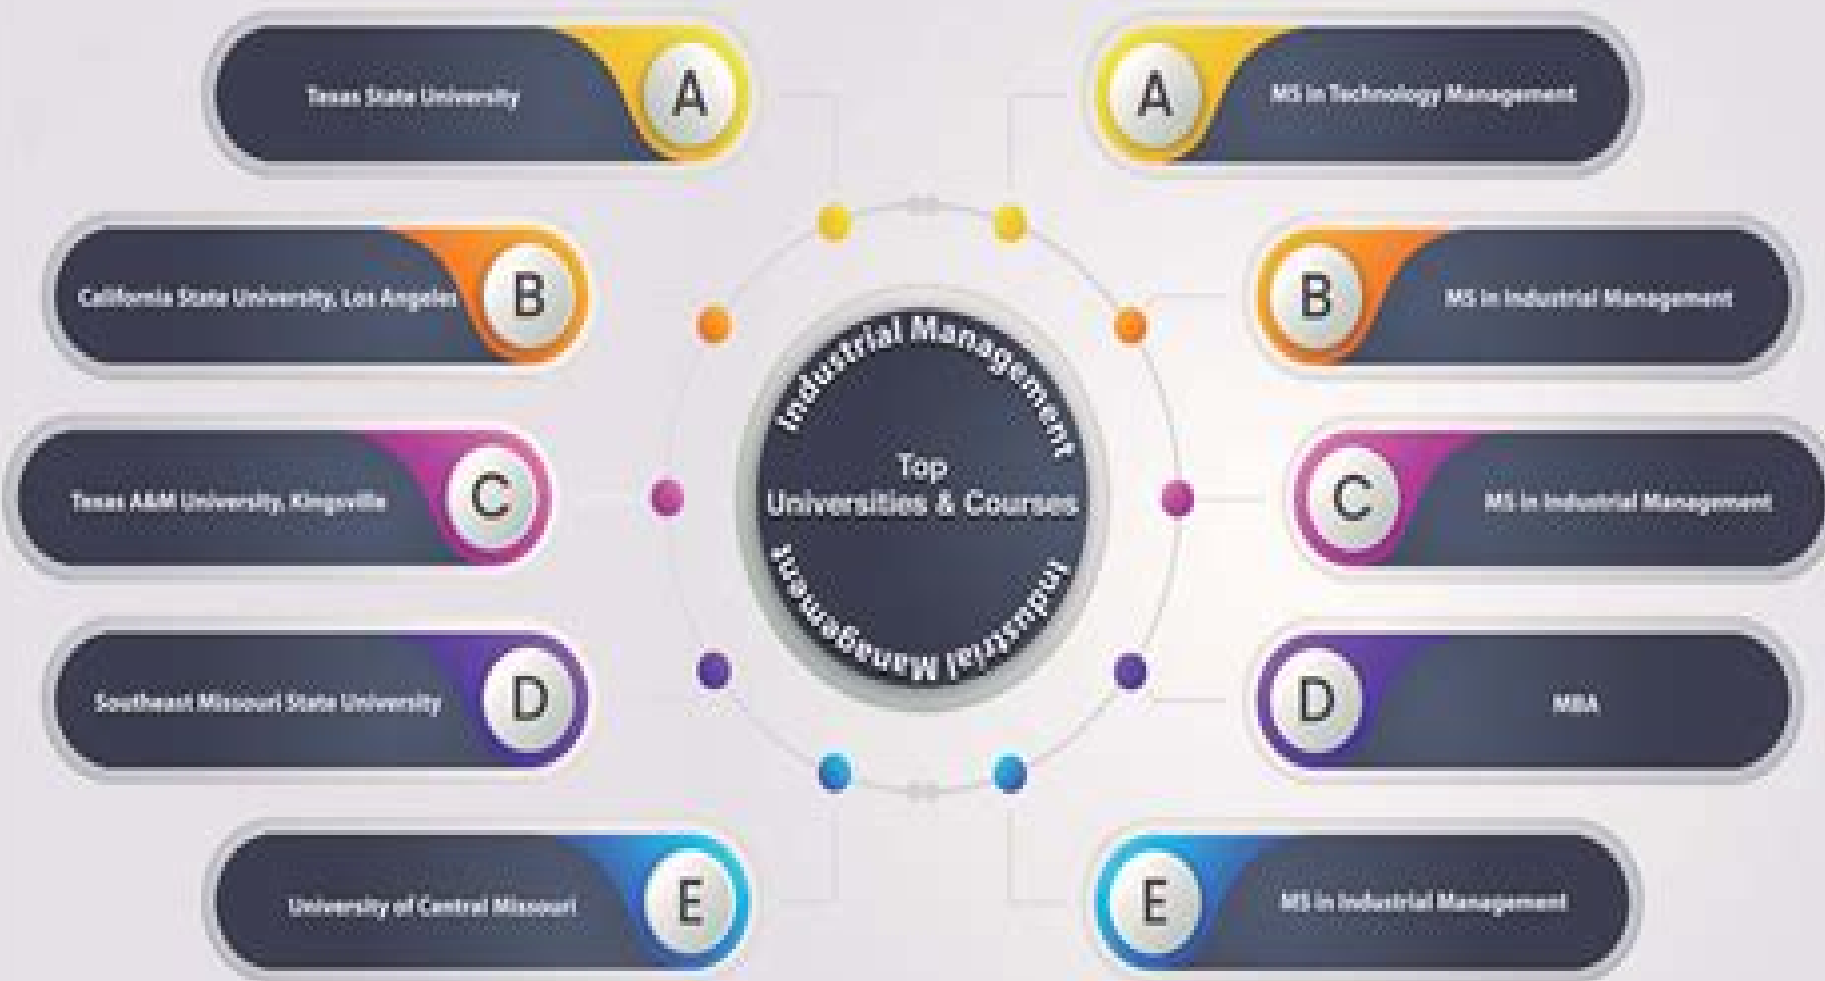 Texas State University
A
A
MS in Technology Management
California State University, Los Angeles
B
B
MS in Industrial Management
Texas A&M University, Kingsville
C
C
MS in Industrial Management
Southeast Missouri State University
D
D
MBA
University of Central Missouri
E
E
MS in Industrial Management
Industrial Management
Top
Universities & Courses
Industrial Management